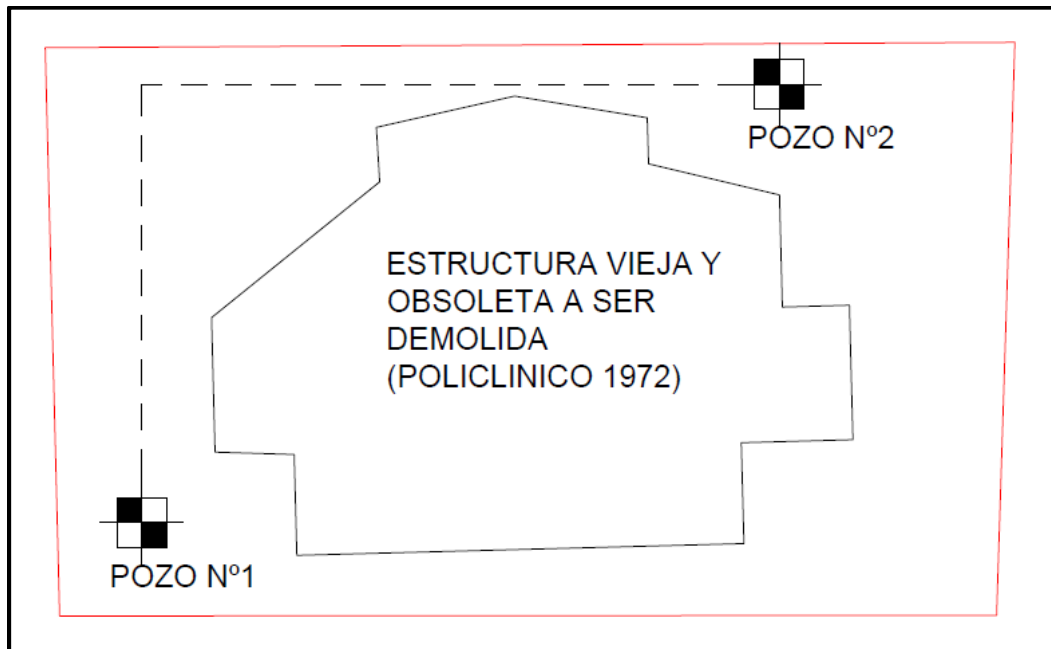 POZO Nº2
ESTRUCTURA VIEJA Y
OBSOLETA A SER
DEMOLIDA
(POLICLINICO 1972)
POZO Nº1